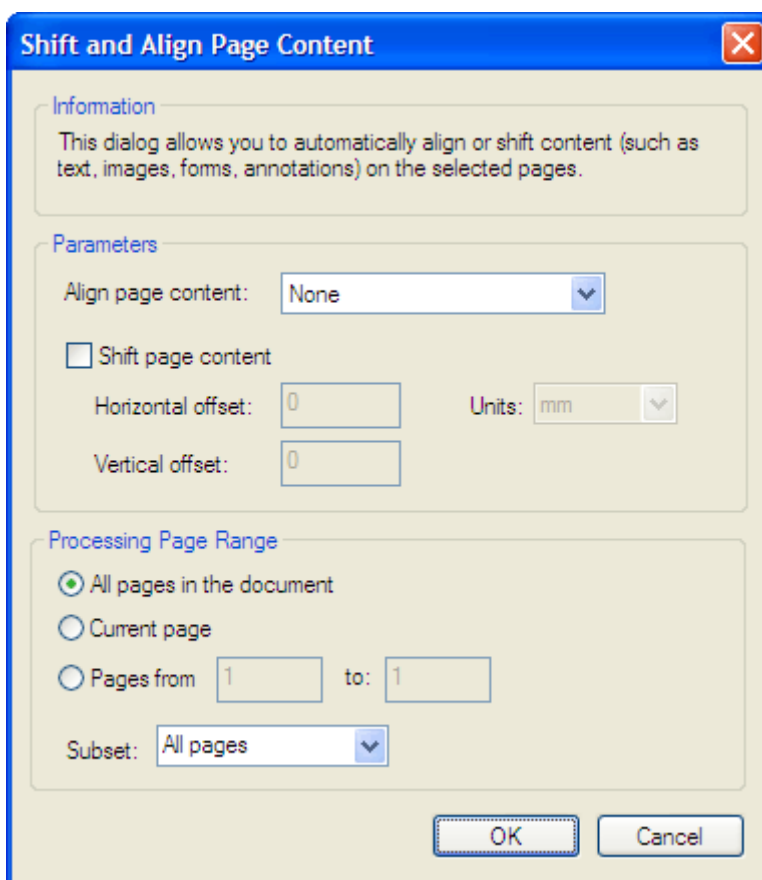 Shift and Align Page Content
Information
This dialog allows you to automatically align or shift content (such as
text, images, forms, annotations) on the selected pages.
Parameters
Align page content: None
Shift page content
Horizontal offset: 0 Units: mm
Vertical offset: 0
Processing Page Range
All pages in the document
Current page
Pages from 1 to: 1
Subset: All pages
OK Cancel